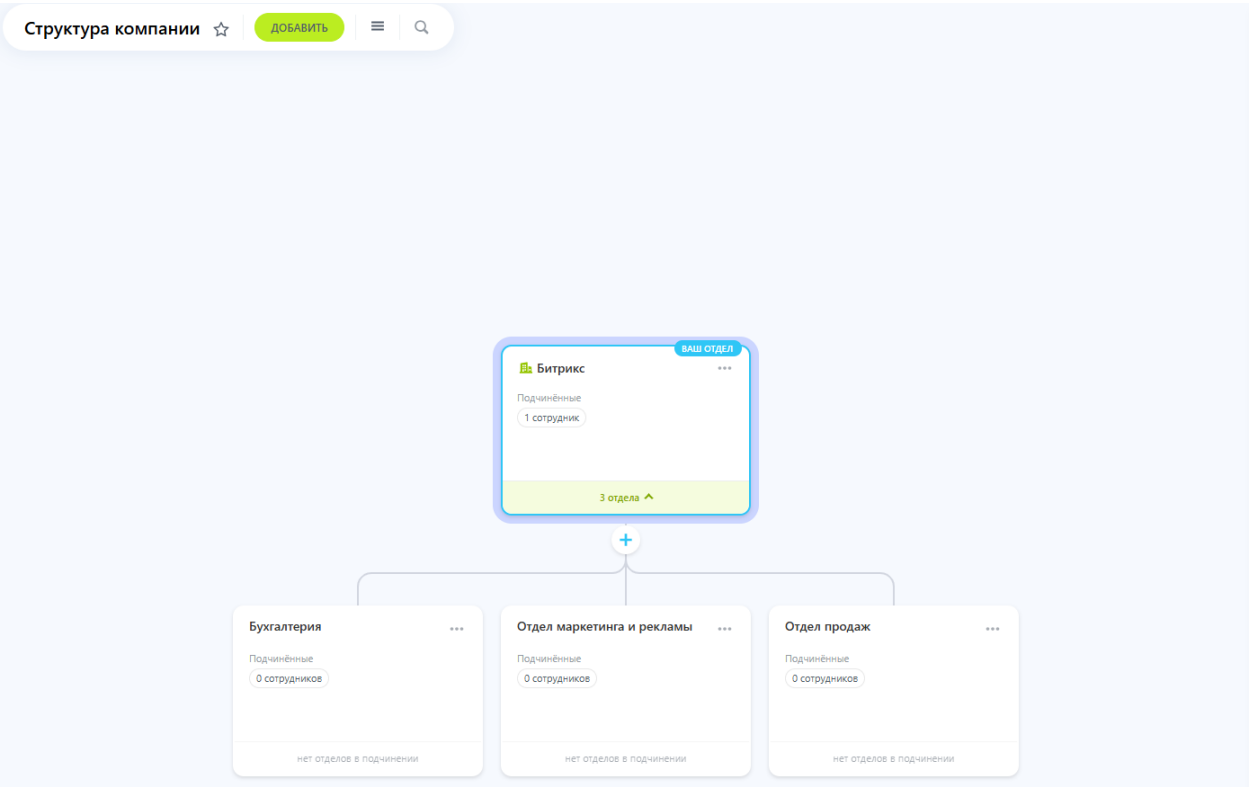 Структура компании
ДОБАВИТЬ
ВАШ ОТДЕЛ
Битрикс
Подчинённые
1 сотрудник
3 отдела
Бухгалтерия
Подчинённые
0 сотрудников
нет отделов в подчинении
Отдел маркетинга и рекламы
Подчинённые
0 сотрудников
нет отделов в подчинении
Отдел продаж
Подчинённые
0 сотрудников
нет отделов в подчинении